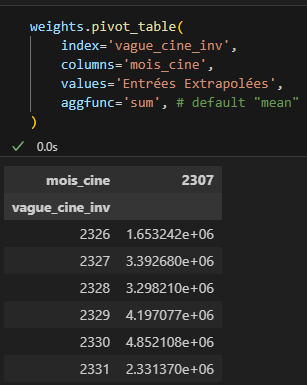 weights.pivot_table(
    index='vague_cine_inv',
    columns='mois_cine',
    values='Entrées Extrapolées',
    aggfunc='sum', # default "mean"
)
0.0s
mois_cine 2307
vague_cine_inv
2326 1.653242e+06
2327 3.392680e+06
2328 3.298210e+06
2329 4.197077e+06
2330 4.852108e+06
2331 2.331370e+06